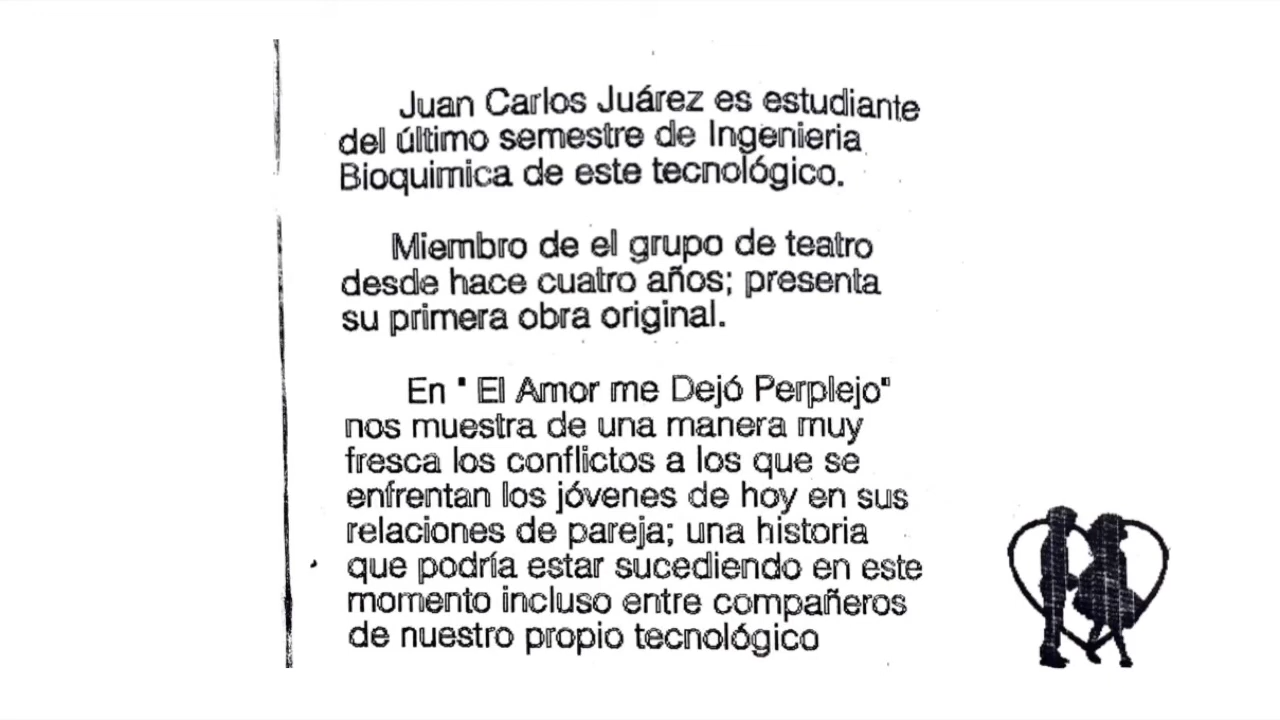 Juan Carlos Juárez es estudiante
del último semestre de Ingenieria
Bioquimica de este tecnológico.
Miembro de el grupo de teatro
desde hace cuatro años; presenta
su primera obra original.
En " El Amor me Dejó Perplejo"
nos muestra de una manera muy
fresca los conflictos a los que se
enfrentan los jóvenes de hoy en sus
relaciones de pareja; una historia
que podría estar sucediendo en este
momento incluso entre compañeros
de nuestro propio tecnológico